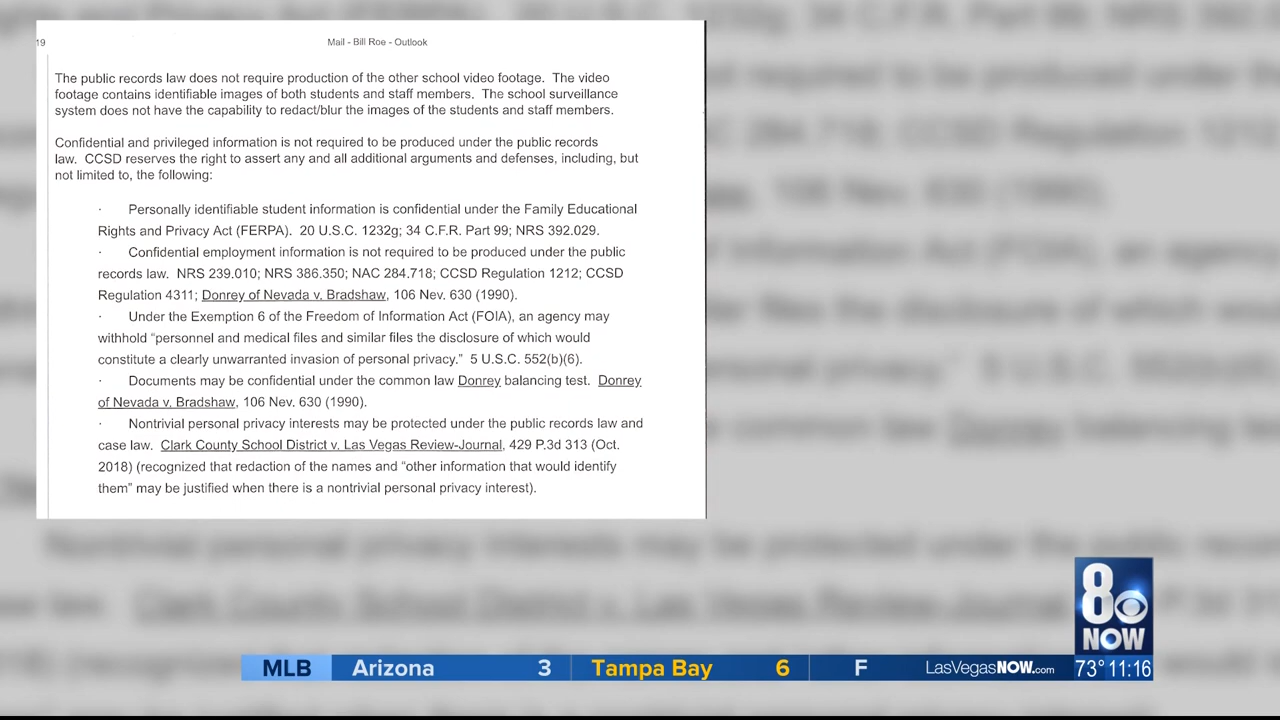 19
Mail - Bill Roe - Outlook
The public records law does not require production of the other school video footage. The video
footage contains identifiable images of both students and staff members. The school surveillance
system does not have the capability to redact/blur the images of the students and staff members.
Confidential and privileged information is not required to be produced under the public records
law. CCSD reserves the right to assert any and all additional arguments and defenses, including, but
not limited to, the following:
· Personally identifiable student information is confidential under the Family Educational
Rights and Privacy Act (FERPA). 20 U.S.C. 1232g; 34 C.F.R. Part 99; NRS 392.029.
· Confidential employment information is not required to be produced under the public
records law. NRS 239.010; NRS 386.350; NAC 284.718; CCSD Regulation 1212; CCSD
Regulation 4311; Donrey of Nevada v. Bradshaw, 106 Nev. 630 (1990).
· Under the Exemption 6 of the Freedom of Information Act (FOIA), an agency may
withhold "personnel and medical files and similar files the disclosure of which would
constitute a clearly unwarranted invasion of personal privacy." 5 U.S.C. 552(b)(6).
· Documents may be confidential under the common law Donrey balancing test. Donrey
of Nevada v. Bradshaw, 106 Nev. 630 (1990).
· Nontrivial personal privacy interests may be protected under the public records law and
case law. Clark County School District v. Las Vegas Review-Journal, 429 P.3d 313 (Oct.
2018) (recognized that redaction of the names and "other information that would identify
them" may be justified when there is a nontrivial personal privacy interest).
8
NOW
MLB Arizona 3 Tampa Bay 6 F LasVegasNOW.com 73° 11:16